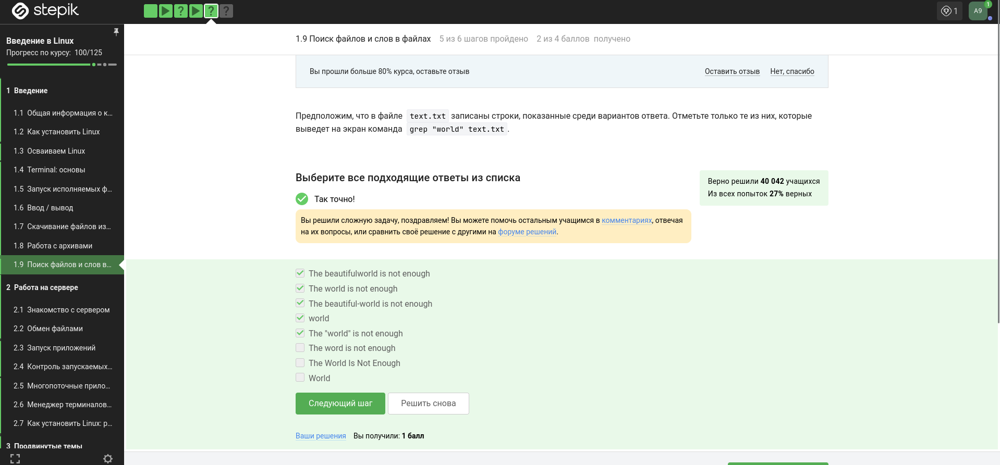 stepik
? ? ?
1
A9
1
Введение в Linux
Прогресс по курсу: 100/125
1 Введение
1.1 Общая информация о к...
1.2 Как установить Linux
1.3 Осваиваем Linux
1.4 Terminal: основы
1.5 Запуск исполняемых ф...
1.6 Ввод / вывод
1.7 Скачивание файлов из...
1.8 Работа с архивами
1.9 Поиск файлов и слов в...
2 Работа на сервере
2.1 Знакомство с сервером
2.2 Обмен файлами
2.3 Запуск приложений
2.4 Контроль запускаемых...
2.5 Многопоточные прило...
2.6 Менеджер терминалов...
2.7 Как установить Linux: р...
3 Продвинутые темы
1.9 Поиск файлов и слов в файлах 5 из 6 шагов пройдено 2 из 4 баллов получено
Вы прошли больше 80% курса, оставьте отзыв Оставить отзыв Нет, спасибо
Предположим, что в файле text.txt записаны строки, показанные среди вариантов ответа. Отметьте только те из них, которые
выведет на экран команда grep "world" text.txt.
Выберите все подходящие ответы из списка
Верно решили 40 042 учащихся
Из всех попыток 27% верных
Так точно!
Вы решили сложную задачу, поздравляем! Вы можете помочь остальным учащимся в комментариях, отвечая
на их вопросы, или сравнить своё решение с другими на форуме решений.
The beautifulworld is not enough
The world is not enough
The beautiful-world is not enough
world
The "world" is not enough
The word is not enough
The World Is Not Enough
World
Следующий шаг Решить снова
Ваши решения Вы получили: 1 балл